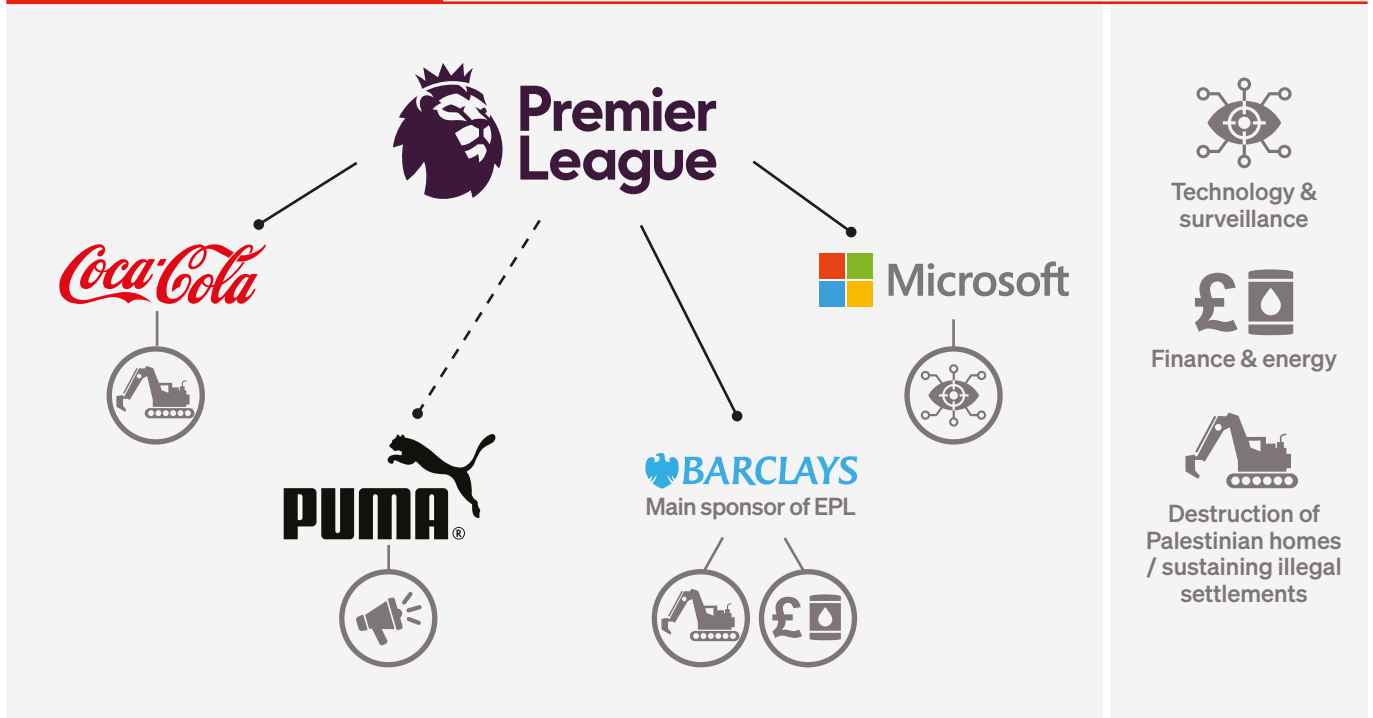 Premier
League
Coca-Cola
Microsoft
PUMA®
BARCLAYS
Main sponsor of EPL
£
Technology &
surveillance
£
Finance & energy
Destruction of
Palestinian homes
/ sustaining illegal
settlements